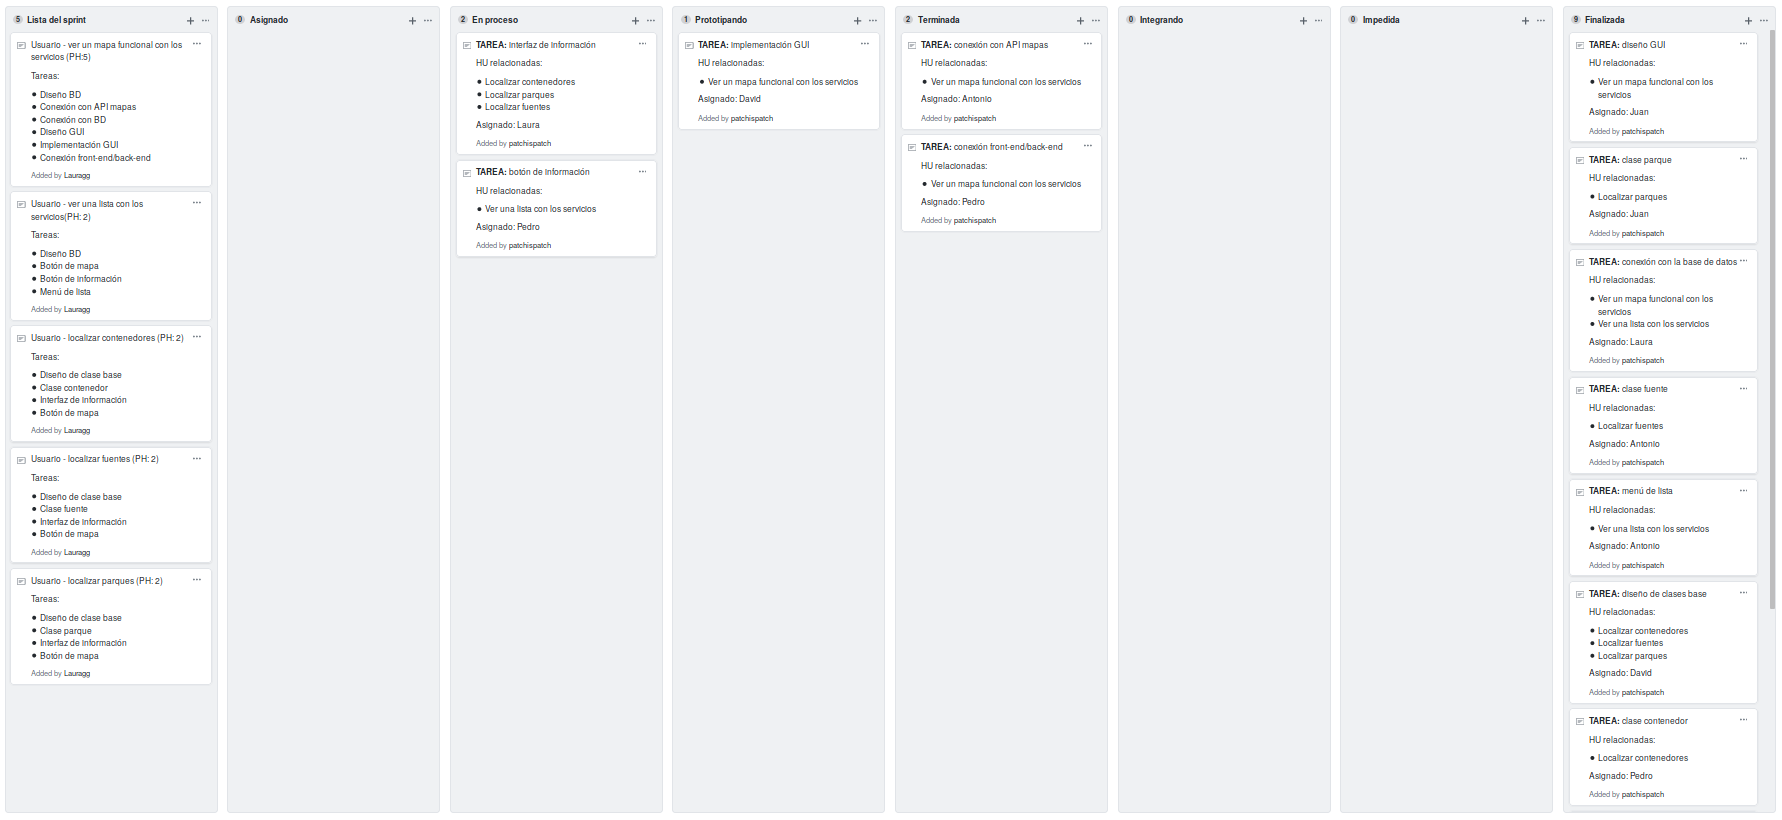 5 Lista del sprint
Usuario - ver un mapa funcional con los
servicios (PH:5)
Tareas:
Diseño BD
Conexión con API mapas
Conexión con BD
Diseño GUI
Implementación GUI
Conexión front-end/back-end
Added by Lauragg
Usuario - ver una lista con los
servicios(PH: 2)
Tareas:
Diseño BD
Botón de mapa
Botón de información
Menú de lista
Added by Lauragg
Usuario - localizar contenedores (PH: 2)
Tareas:
Diseño de clase base
Clase contenedor
Interfaz de información
Botón de mapa
Added by Lauragg
Usuario - localizar fuentes (PH: 2)
Tareas:
Diseño de clase base
Clase fuente
Interfaz de información
Botón de mapa
Added by Lauragg
Usuario - localizar parques (PH: 2)
Tareas:
Diseño de clase base
Clase parque
Interfaz de información
Botón de mapa
Added by Lauragg
0 Asignado
2 En proceso
TAREA: interfaz de información
HU relacionadas:
Localizar contenedores
Localizar parques
Localizar fuentes
Asignado: Laura
Added by patchispatch
TAREA: botón de información
HU relacionadas:
Ver una lista con los servicios
Asignado: Pedro
Added by patchispatch
1 Prototipando
TAREA: implementación GUI
HU relacionadas:
Ver un mapa funcional con los servicios
Asignado: David
Added by patchispatch
2 Terminada
TAREA: conexión con API mapas
HU relacionadas:
Ver un mapa funcional con los servicios
Asignado: Antonio
Added by patchispatch
TAREA: conexión front-end/back-end
HU relacionadas:
Ver un mapa funcional con los servicios
Asignado: Pedro
Added by patchispatch
0 Integrando
0 Impedida
9 Finalizada
TAREA: diseño GUI
HU relacionadas:
Ver un mapa funcional con los
servicios
Asignado: Juan
Added by patchispatch
TAREA: clase parque
HU relacionadas:
Localizar parques
Asignado: Juan
Added by patchispatch
TAREA: conexión con la base de datos
HU relacionadas:
Ver un mapa funcional con los
servicios
Ver una lista con los servicios
Asignado: Laura
Added by patchispatch
TAREA: clase fuente
HU relacionadas:
Localizar fuentes
Asignado: Antonio
Added by patchispatch
TAREA: menú de lista
HU relacionadas:
Ver una lista con los servicios
Asignado: Antonio
Added by patchispatch
TAREA: diseño de clases base
HU relacionadas:
Localizar contenedores
Localizar fuentes
Localizar parques
Asignado: David
Added by patchispatch
TAREA: clase contenedor
HU relacionadas:
Localizar contenedores
Asignado: Pedro
Added by patchispatch